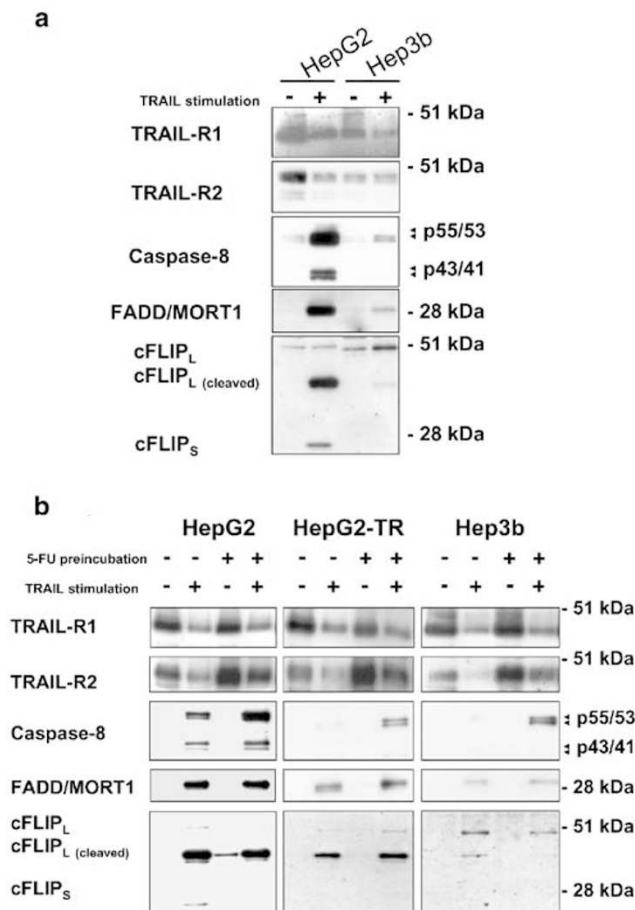 a
HepG2 Hep3b
TRAIL stimulation - + - +
TRAIL-R1 - 51 kDa
TRAIL-R2 - 51 kDa
Caspase-8 p55/53
p43/41
FADD/MORT1 - 28 kDa
cFLIPL - 51 kDa
cFLIPL (cleaved)
cFLIPS - 28 kDa
b
HepG2 HepG2-TR Hep3b
5-FU preincubation - - + + - - + + - - + +
TRAIL stimulation - + - + - + - + - + - +
TRAIL-R1 - 51 kDa
TRAIL-R2 - 51 kDa
Caspase-8 p55/53
p43/41
FADD/MORT1 - 28 kDa
cFLIPL - 51 kDa
cFLIPL (cleaved)
cFLIPS - 28 kDa